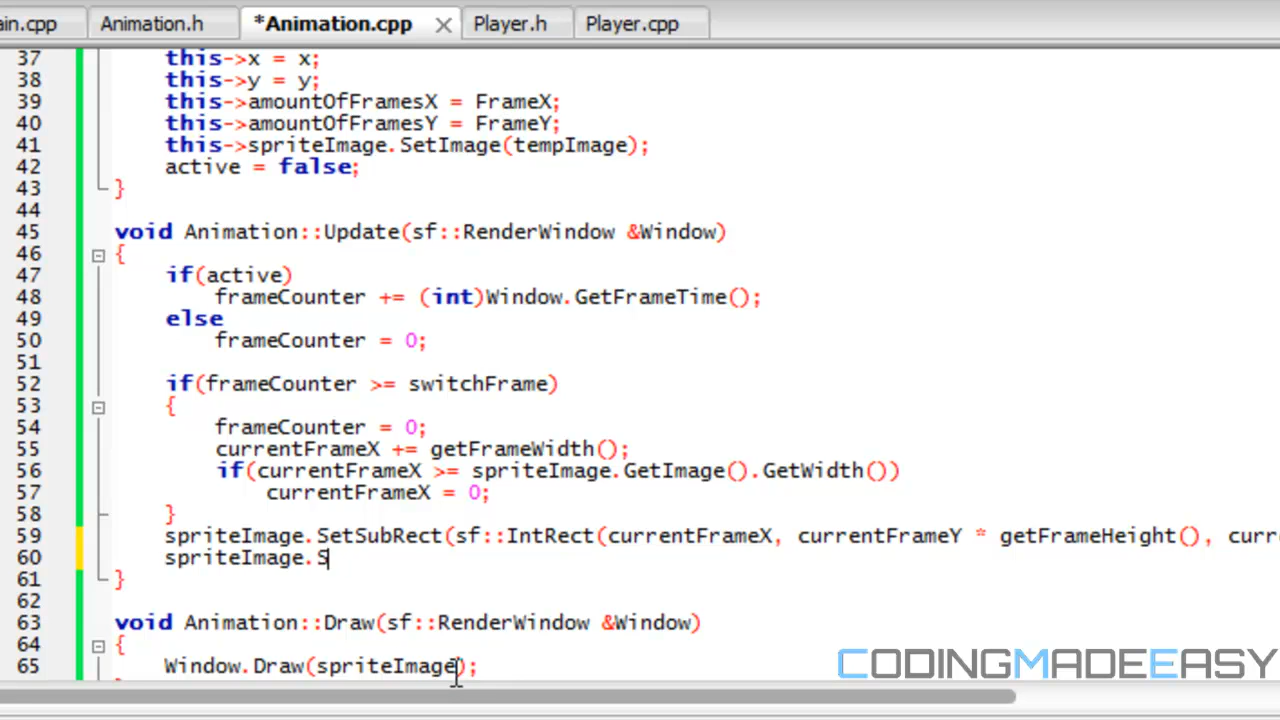 ain.cpp Animation.h *Animation.cpp Player.h Player.cpp
37 this->x = x;
38 this->y = y;
39 this->amountOfFramesX = FrameX;
40 this->amountOfFramesY = FrameY;
41 this->spriteImage.SetImage(tempImage);
42 active = false;
43 }
44
45 void Animation::Update(sf::RenderWindow &Window)
46 {
47 if(active)
48 frameCounter += (int)Window.GetFrameTime();
49 else
50 frameCounter = 0;
51
52 if(frameCounter >= switchFrame)
53 {
54 frameCounter = 0;
55 currentFrameX += getFrameWidth();
56 if(currentFrameX >= spriteImage.GetImage().GetWidth())
57 currentFrameX = 0;
58 }
59 spriteImage.SetSubRect(sf::IntRect(currentFrameX, currentFrameY * getFrameHeight(), curr
60 spriteImage.S
61 }
62
63 void Animation::Draw(sf::RenderWindow &Window)
64 {
65 Window.Draw(spriteImage);
CODINGMADEEASY